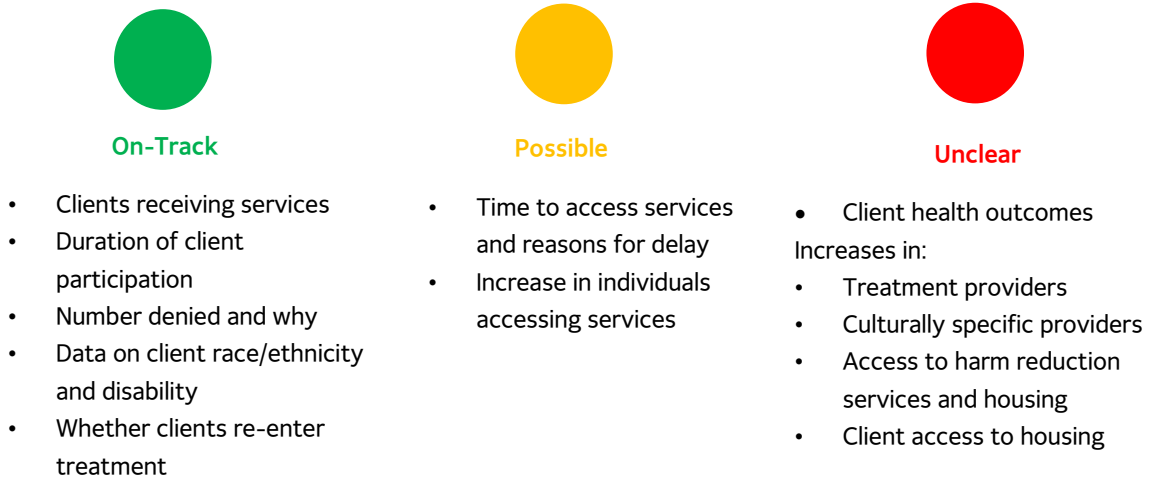 On-Track
• Clients receiving services
• Duration of client
participation
• Number denied and why
• Data on client race/ethnicity
and disability
• Whether clients re-enter
treatment
Possible
• Time to access services
and reasons for delay
• Increase in individuals
accessing services
Unclear
• Client health outcomes
Increases in:
• Treatment providers
• Culturally specific providers
• Access to harm reduction
services and housing
• Client access to housing